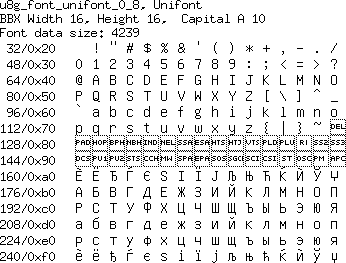 u8g_font_unifont_0_8, Unifont
BBX Width 16, Height 16, Capital A 10
Font data size: 4239
32/0x20 ! " # $ % & ' ( ) * + , - . /
48/0x30 0 1 2 3 4 5 6 7 8 9 : ; < = > ?
64/0x40 @ A B C D E F G H I J K L M N O
80/0x50 P Q R S T U V W X Y Z [ \ ] ^ _
96/0x60 ` a b c d e f g h i j k l m n o
112/0x70 p q r s t u v w x y z { | } ~ DEL
128/0x80 PAD HOP BPH NBH IND NEL SSA ESA HTS HTJ VTS PLD PLU RI SS2 SS3
144/0x90 DCS PU1 PU2 STS CCH MW SPA EPA SOS SGC SCI CSI ST OSC PM APC
160/0xa0 Ѐ Ё Ђ Ѓ Є Ѕ І Ї Ј Љ Њ Ћ Ќ Ѝ Ў Џ
176/0xb0 А Б В Г Д Е Ж З И Й К Л М Н О П
192/0xc0 Р С Т У Ф Х Ц Ч Ш Щ Ъ Ы Ь Э Ю Я
208/0xd0 а б в г д е ж з и й к л м н о п
224/0xe0 р с т у ф х ц ч ш щ ъ ы ь э ю я
240/0xf0 ѐ ё ђ ѓ є ѕ і ї ј љ њ ћ ќ ѝ ў џ